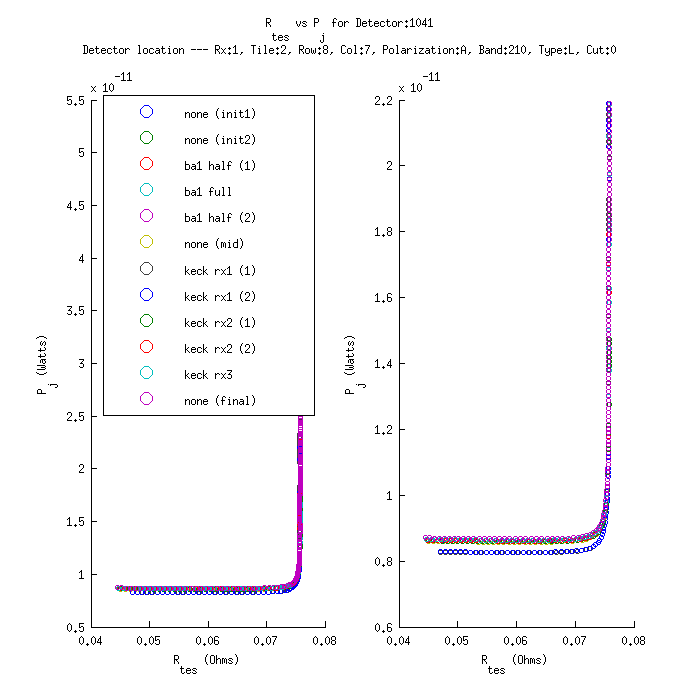 R tes vs P j for Detector:1041
Detector location --- Rx:1, Tile:2, Row:8, Col:7, Polarization:A, Band:210, Type:L, Cut:0
x 10 -11
5.5
5
4.5
4
3.5
3
2.5
2
1.5
1
0.5
P j (Watts)
none (init1)
none (init2)
ba1 half (1)
ba1 full
ba1 half (2)
none (mid)
keck rx1 (1)
keck rx1 (2)
keck rx2 (1)
keck rx2 (2)
keck rx3
none (final)
0.04 0.05 0.06 0.07 0.08
R tes (Ohms)
x 10 -11
2.2
2
1.8
1.6
1.4
1.2
1
0.8
0.6
P j (Watts)
0.04 0.05 0.06 0.07 0.08
R tes (Ohms)